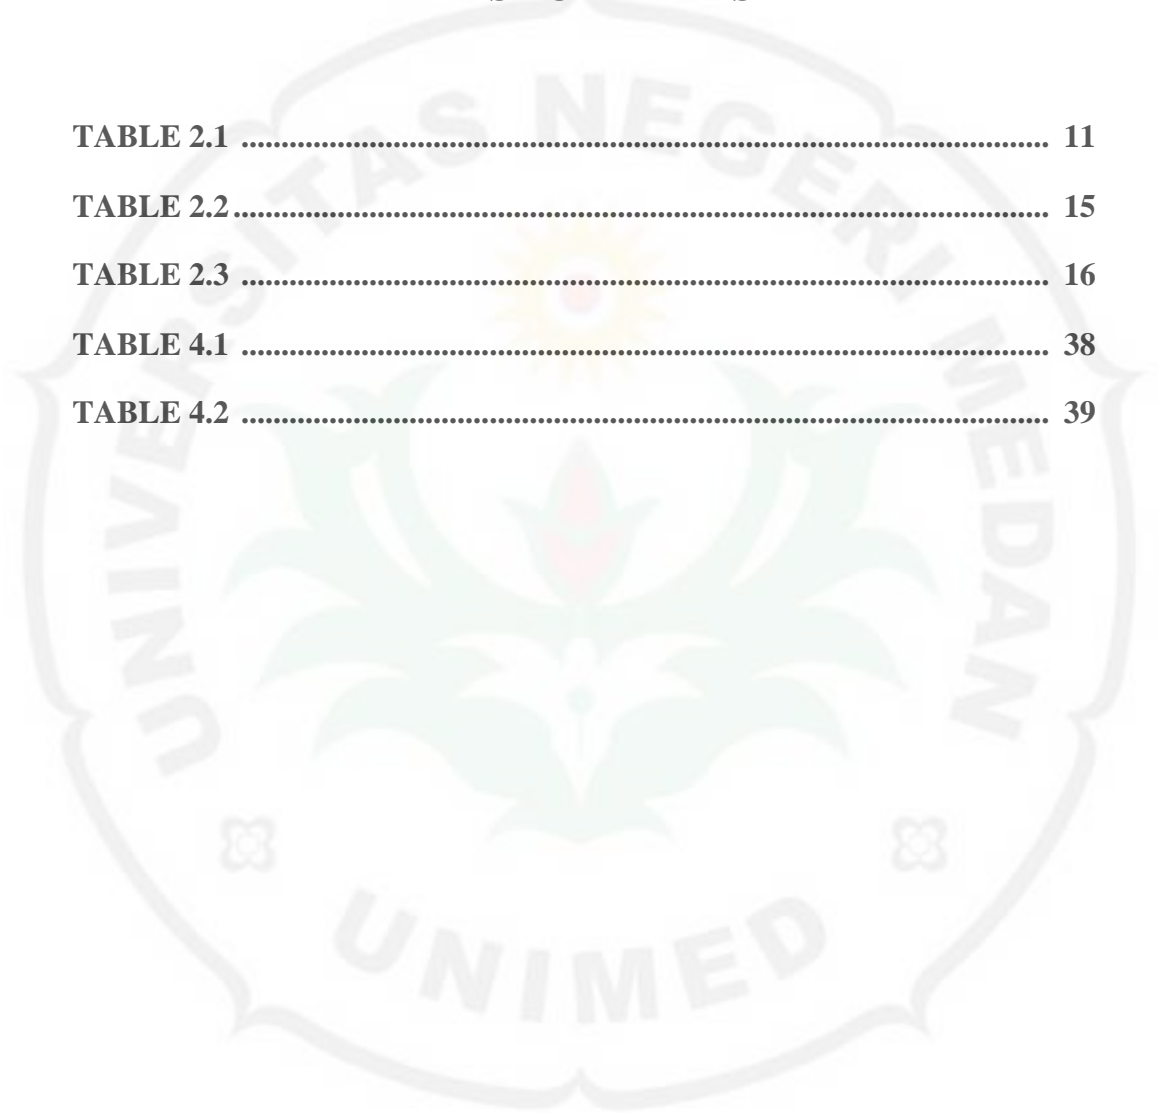 TABLE 2.1 ........................................................................................................ 11
TABLE 2.2 ........................................................................................................ 15
TABLE 2.3 ........................................................................................................ 16
TABLE 4.1 ........................................................................................................ 38
TABLE 4.2 ........................................................................................................ 39
UNIVERSITAS NEGERI MEDAN
UNIMED